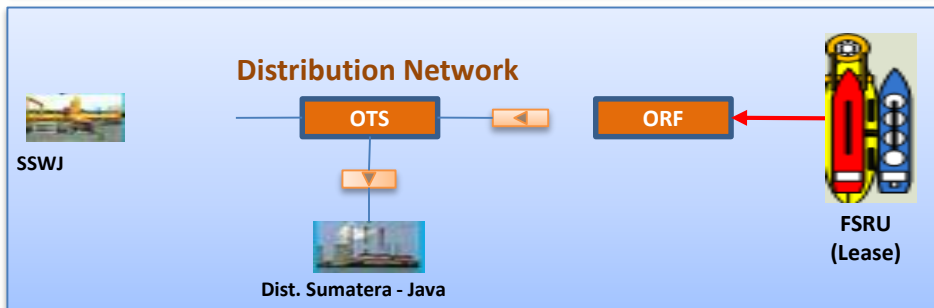 Distribution Network
OTS
ORF
SSWJ
FSRU
(Lease)
Dist. Sumatera - Java